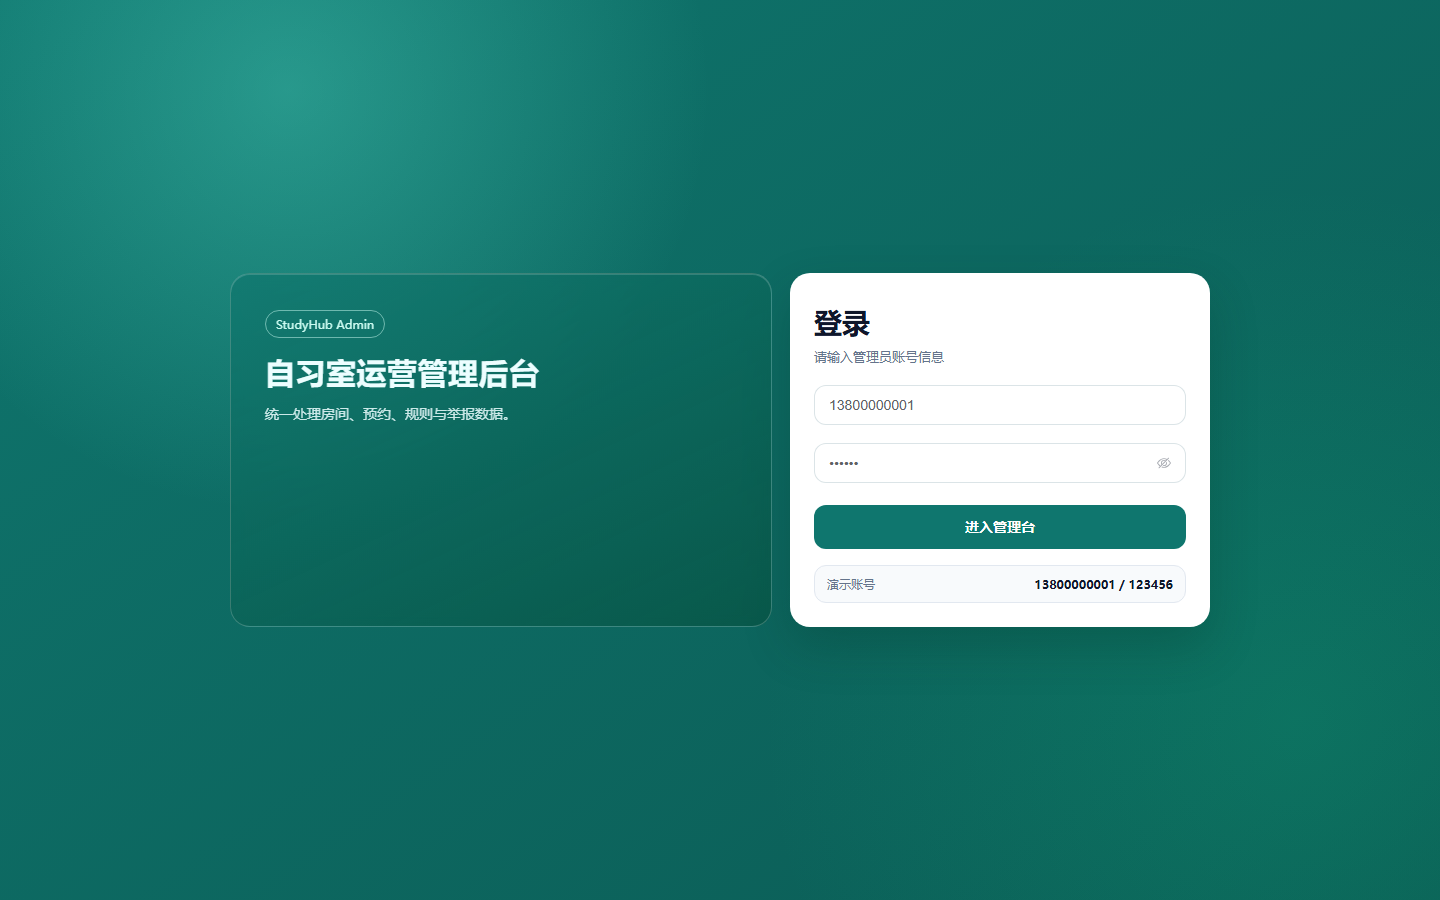 StudyHub Admin
自习室运营管理后台
统一处理房间、预约、规则与举报数据。
登录
请输入管理员账号信息
13800000001
••••••
进入管理台
演示账号 13800000001 / 123456